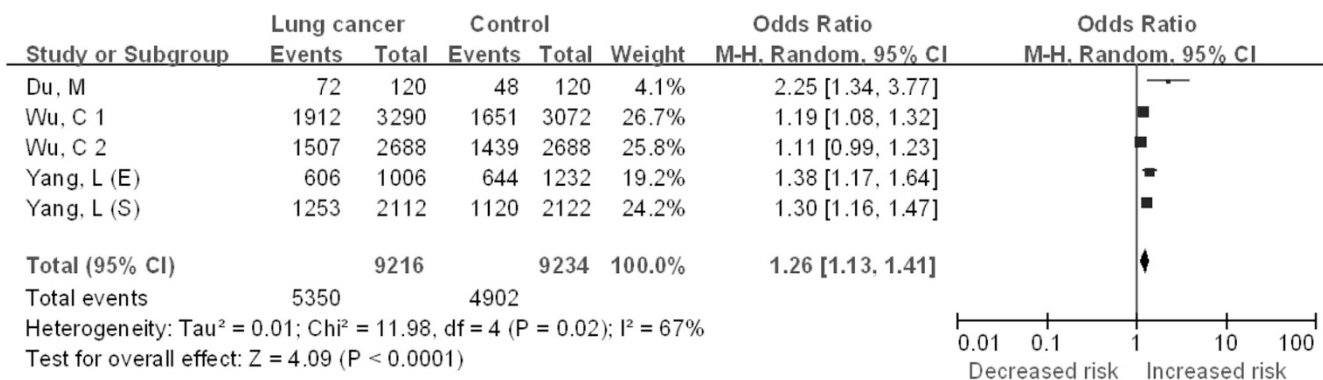 Lung cancer Control Odds Ratio Odds Ratio
Study or Subgroup Events Total Events Total Weight M-H, Random, 95% CI M-H, Random, 95% CI
Du, M 72 120 48 120 4.1% 2.25 [1.34, 3.77]
Wu, C 1 1912 3290 1651 3072 26.7% 1.19 [1.08, 1.32]
Wu, C 2 1507 2688 1439 2688 25.8% 1.11 [0.99, 1.23]
Yang, L (E) 606 1006 644 1232 19.2% 1.38 [1.17, 1.64]
Yang, L (S) 1253 2112 1120 2122 24.2% 1.30 [1.16, 1.47]
Total (95% CI) 9216 9234 100.0% 1.26 [1.13, 1.41]
Total events 5350 4902
Heterogeneity: Tau² = 0.01; Chi² = 11.98, df = 4 (P = 0.02); I² = 67%
Test for overall effect: Z = 4.09 (P < 0.0001)
0.01 0.1 1 10 100
Decreased risk Increased risk